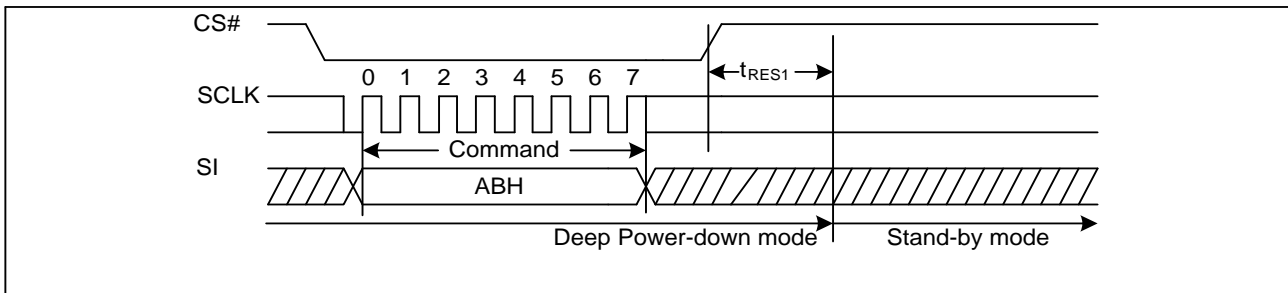 CS#
tRES1
0 1 2 3 4 5 6 7
SCLK
Command
SI
ABH
Deep Power-down mode Stand-by mode